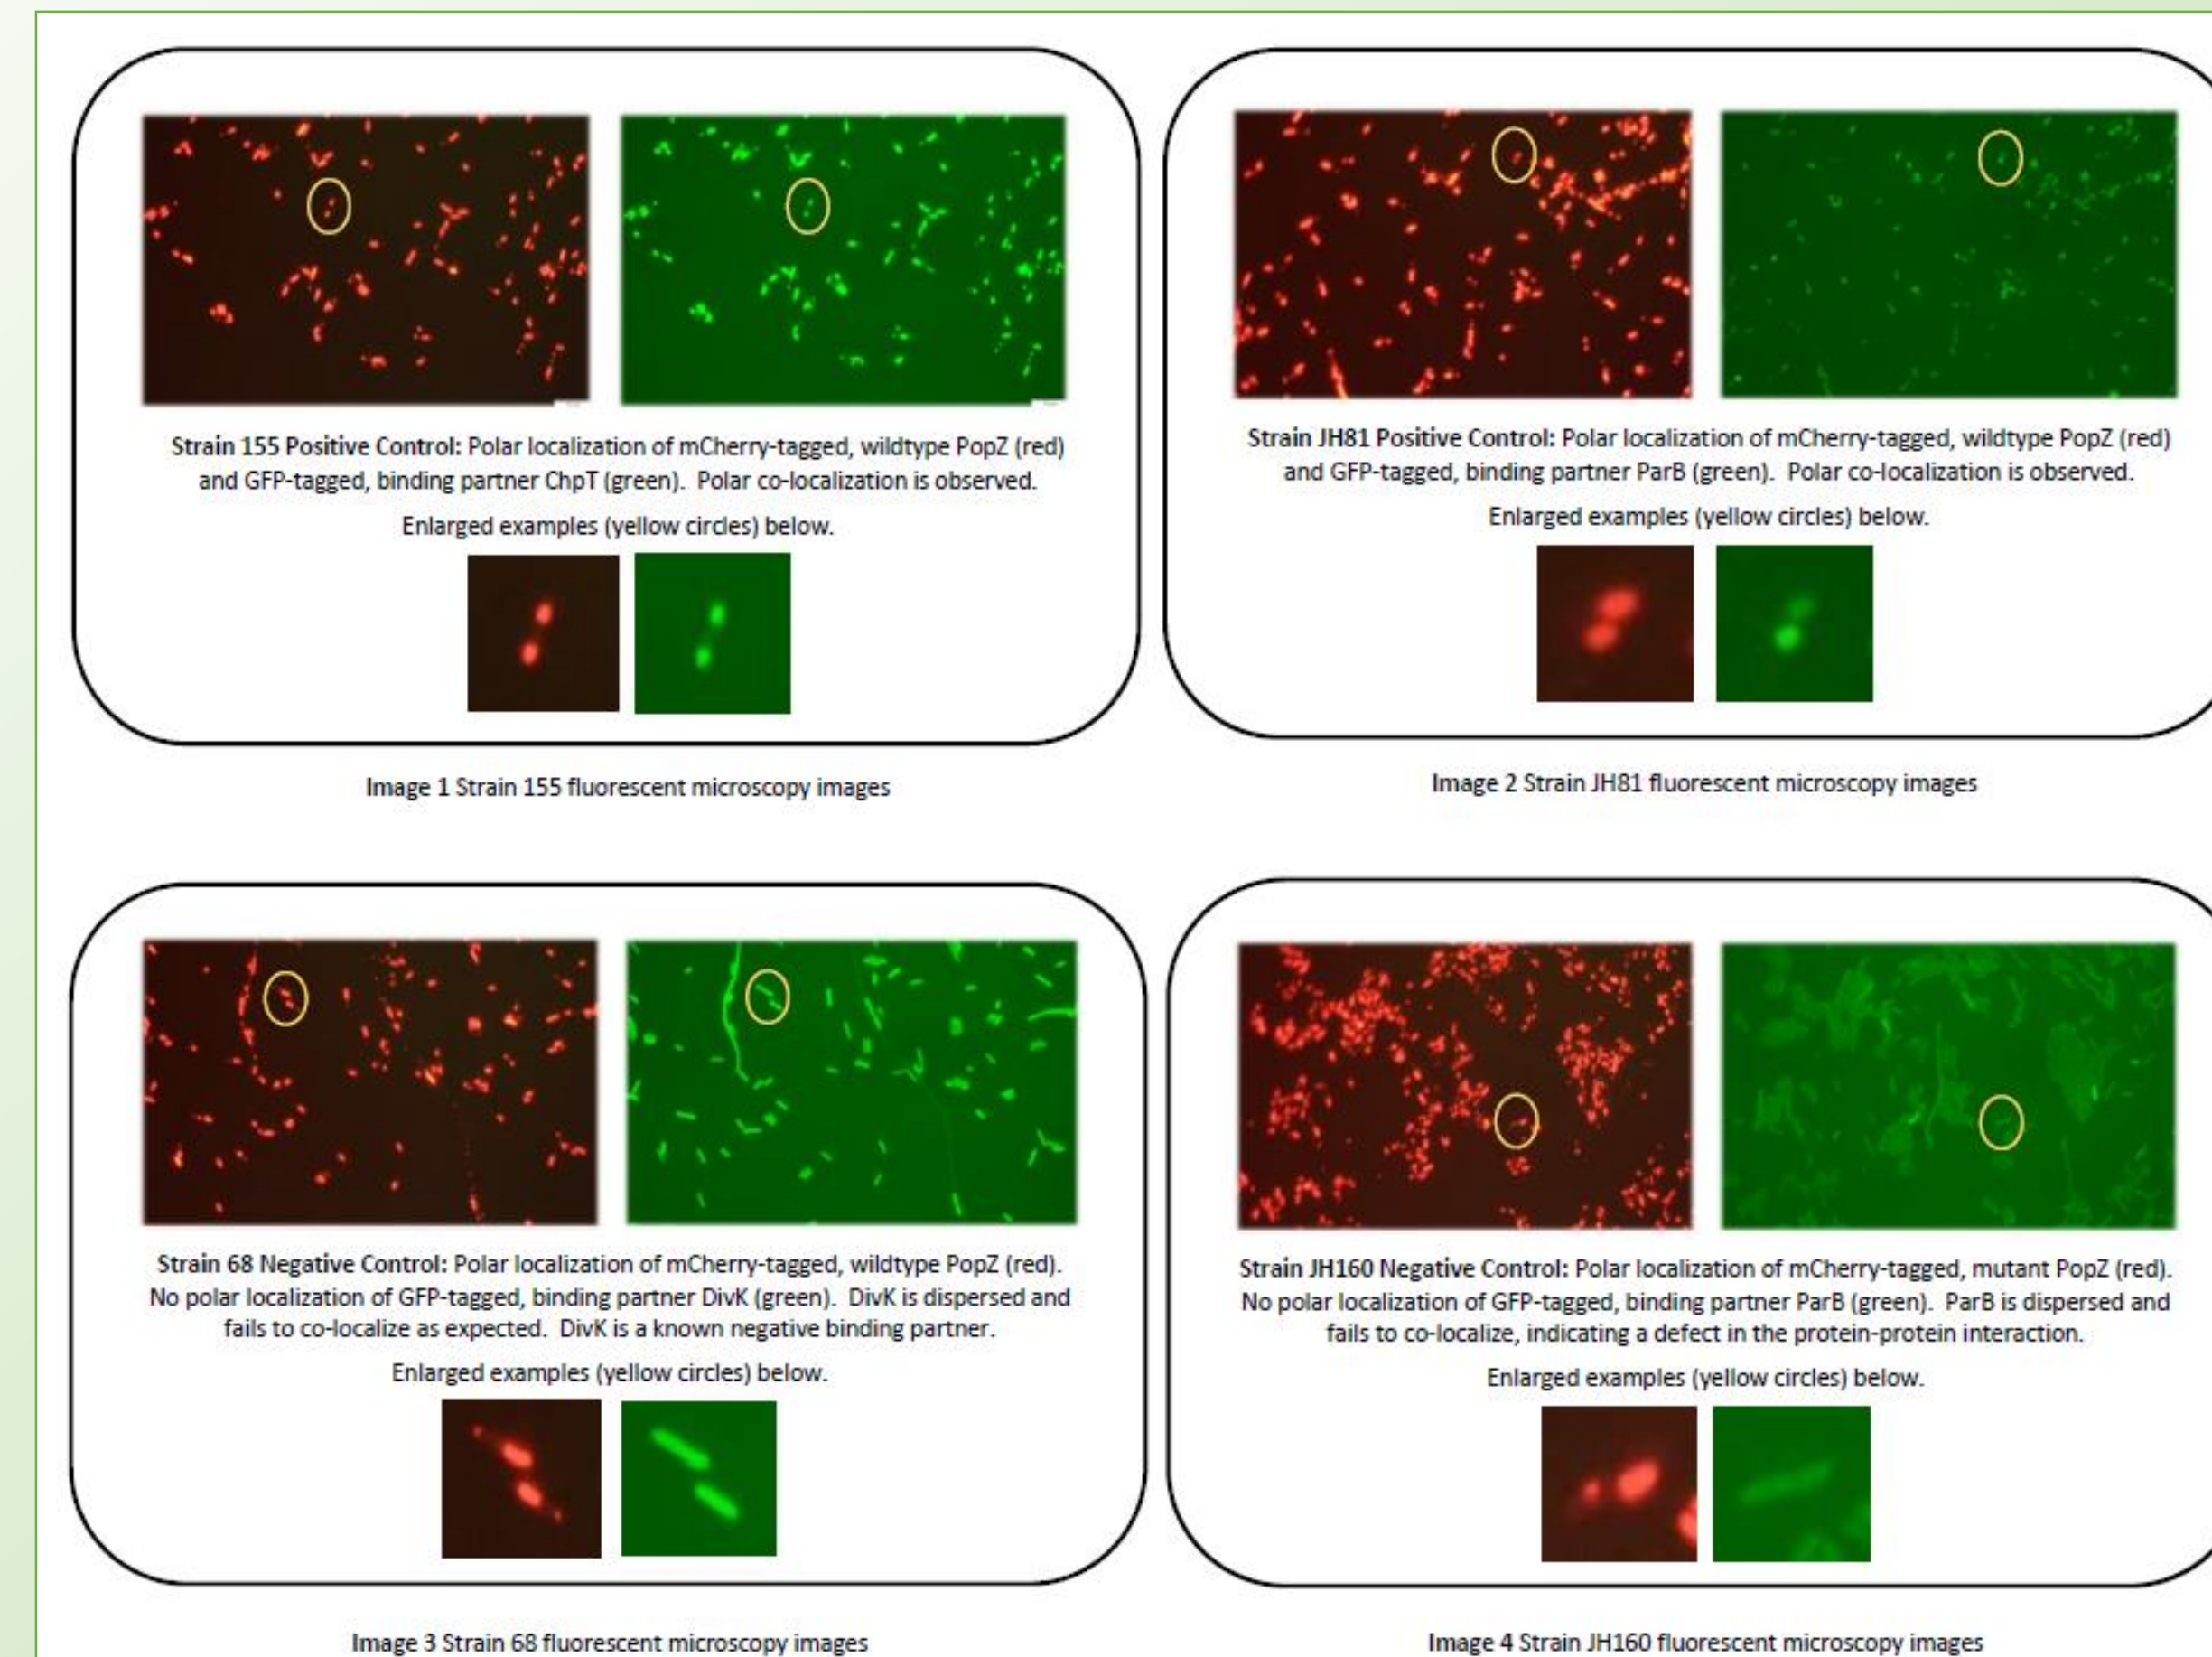 Strain 155 Positive Control: Polar localization of mCherry-tagged, wildtype PopZ (red)
and GFP-tagged, binding partner ChpT (green). Polar co-localization is observed.
Enlarged examples (yellow circles) below.
Image 1 Strain 155 fluorescent microscopy images
Strain JH81 Positive Control: Polar localization of mCherry-tagged, wildtype PopZ (red)
and GFP-tagged, binding partner ParB (green). Polar co-localization is observed.
Enlarged examples (yellow circles) below.
Image 2 Strain JH81 fluorescent microscopy images
Strain 68 Negative Control: Polar localization of mCherry-tagged, wildtype PopZ (red).
No polar localization of GFP-tagged, binding partner DivK (green). DivK is dispersed and
fails to co-localize as expected. DivK is a known negative binding partner.
Enlarged examples (yellow circles) below.
Image 3 Strain 68 fluorescent microscopy images
Strain JH160 Negative Control: Polar localization of mCherry-tagged, mutant PopZ (red).
No polar localization of GFP-tagged, binding partner ParB (green). ParB is dispersed and
fails to co-localize, indicating a defect in the protein-protein interaction.
Enlarged examples (yellow circles) below.
Image 4 Strain JH160 fluorescent microscopy images